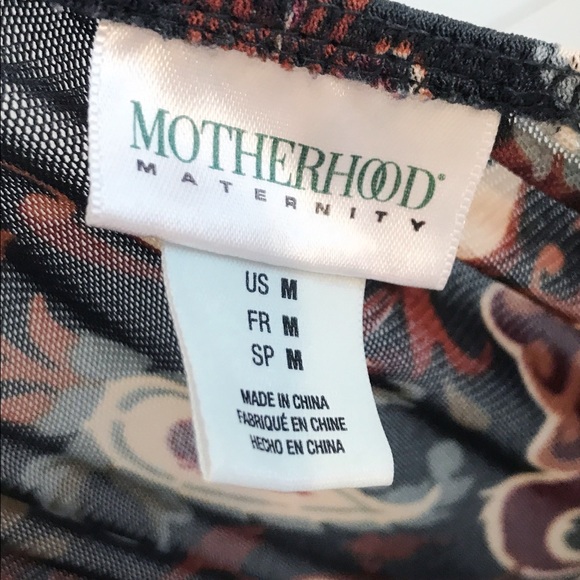 MOTHERHOOD®
MATERNITY
US M
FR M
SP M
MADE IN CHINA
FABRIQUÉ EN CHINE
HECHO EN CHINA